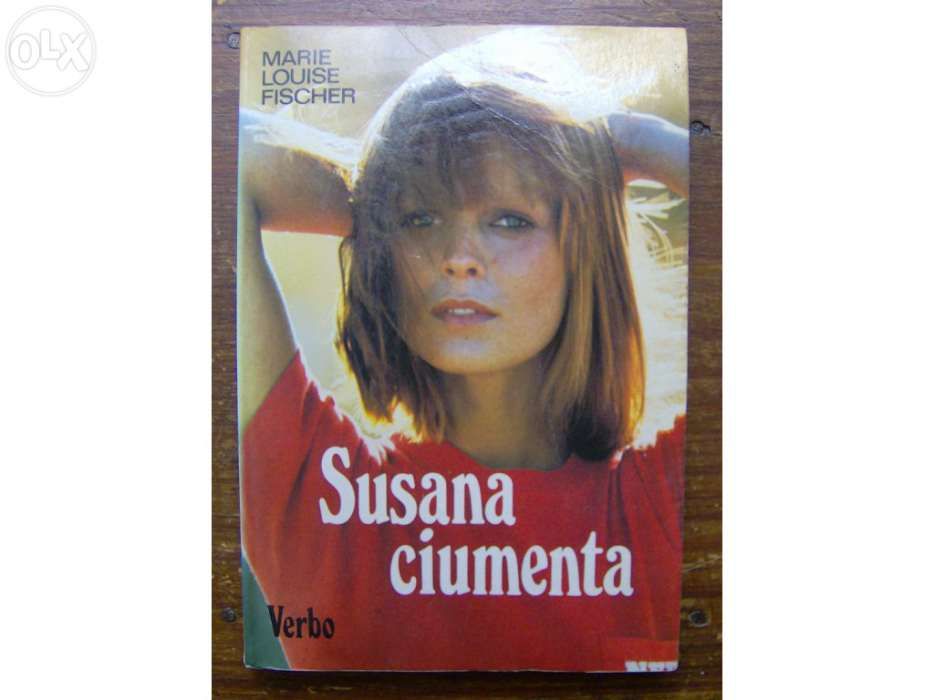 OLX
MARIE
LOUISE
FISCHER
Susana
ciumenta
Verbo